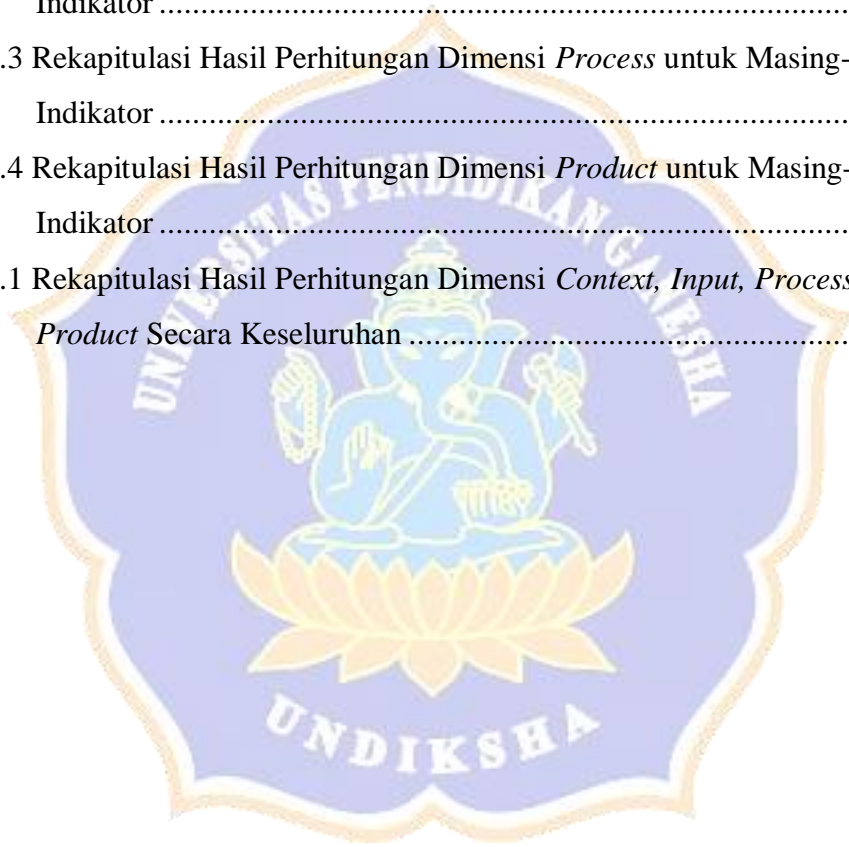 Indikator ....................................................................................
.3 Rekapitulasi Hasil Perhitungan Dimensi Process untuk Masing-
Indikator ....................................................................................
.4 Rekapitulasi Hasil Perhitungan Dimensi Product untuk Masing-
Indikator ....................................................................................
.1 Rekapitulasi Hasil Perhitungan Dimensi Context, Input, Process
Product Secara Keseluruhan ......................................................
UNIVERSITAS PENDIDIKAN GANESHA
UNDIKSHA